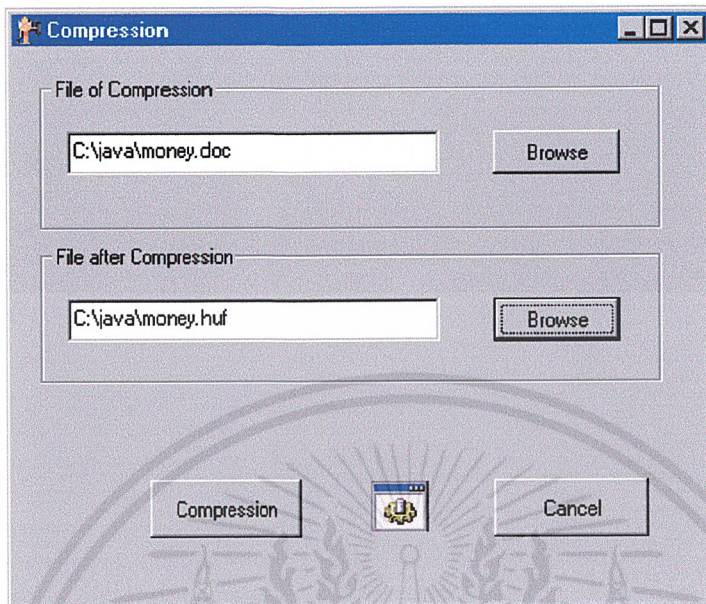 Compression
File of Compression
C:\java\money.doc
Browse
File after Compression
C:\java\money.huf
Browse
Compression
Cancel